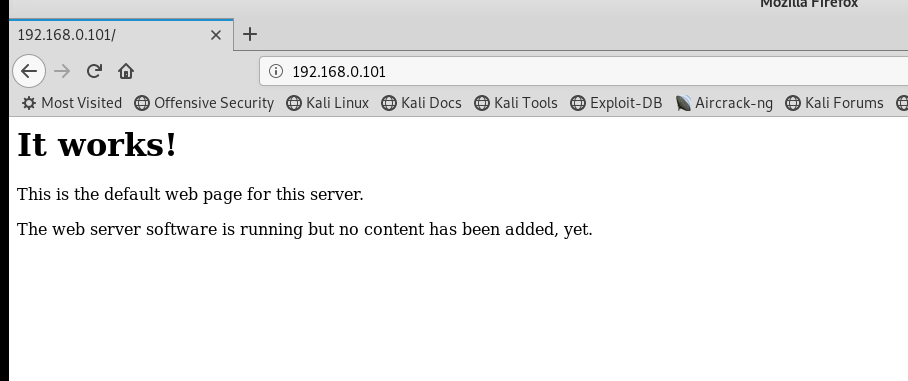 Mozilla Firefox
192.168.0.101/
192.168.0.101
Most Visited Offensive Security Kali Linux Kali Docs Kali Tools Exploit-DB Aircrack-ng Kali Forums
It works!
This is the default web page for this server.
The web server software is running but no content has been added, yet.